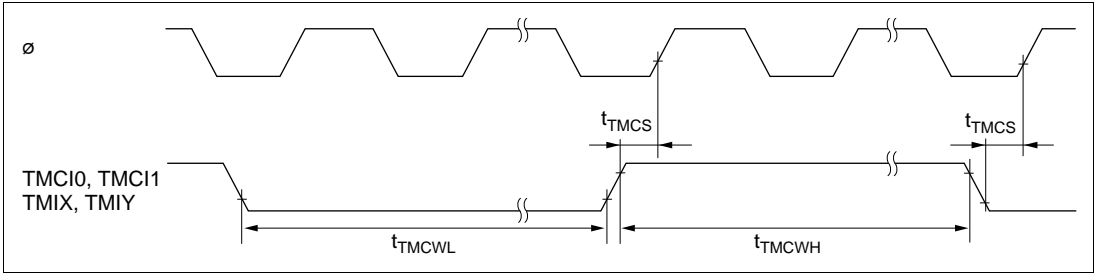 ø
tTMCS
tTMCS
TMCI0, TMCI1
TMIX, TMIY
tTMCWL
tTMCWH